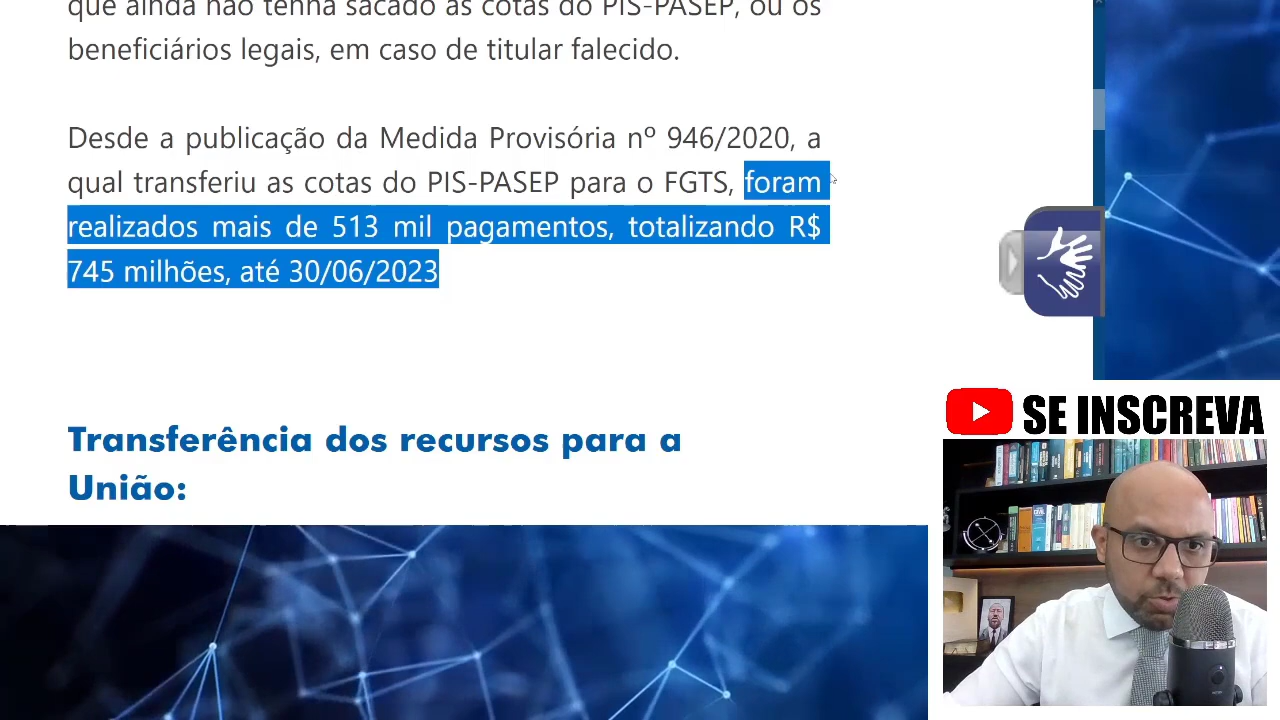 que ainda não tenha sacado as cotas do PIS-PASEP, ou os
beneficiários legais, em caso de titular falecido.
Desde a publicação da Medida Provisória nº 946/2020, a
qual transferiu as cotas do PIS-PASEP para o FGTS, foram
realizados mais de 513 mil pagamentos, totalizando R$
745 milhões, até 30/06/2023
Transferência dos recursos para a
União:
SE INSCREVA